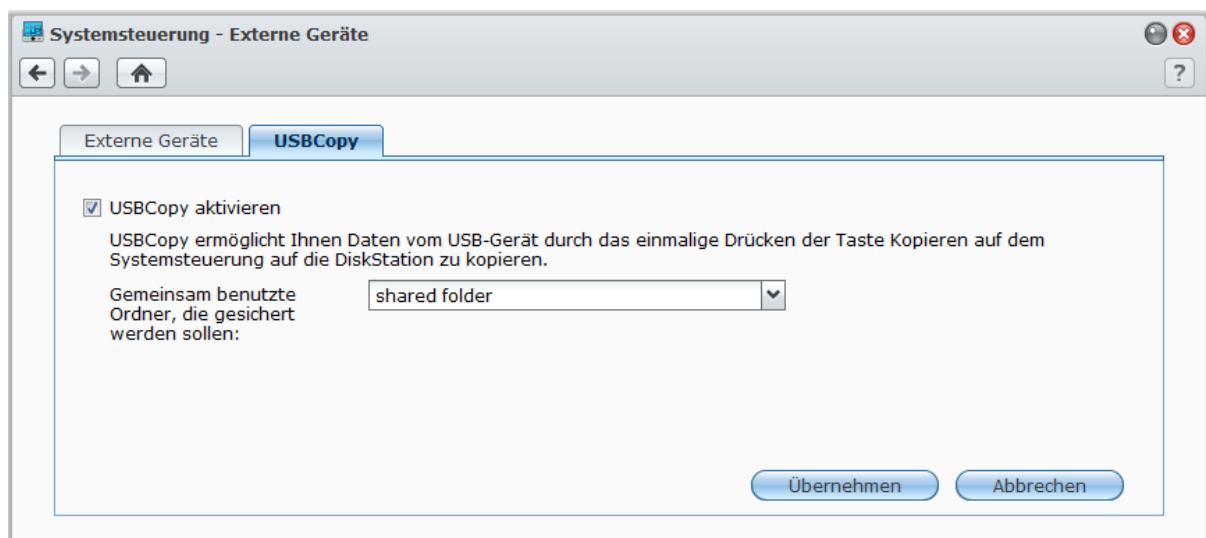 Systemsteuerung - Externe Geräte
?
Externe Geräte
USBCopy
USBCopy aktivieren
USBCopy ermöglicht Ihnen Daten vom USB-Gerät durch das einmalige Drücken der Taste Kopieren auf dem
Systemsteuerung auf die DiskStation zu kopieren.
Gemeinsam benutzte
Ordner, die gesichert
werden sollen:
shared folder
Übernehmen
Abbrechen